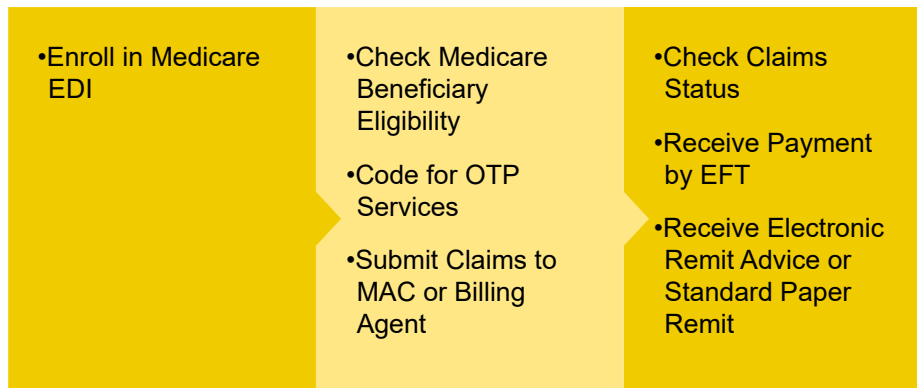 •Enroll in Medicare
EDI
•Check Medicare
Beneficiary
Eligibility
•Code for OTP
Services
•Submit Claims to
MAC or Billing
Agent
•Check Claims
Status
•Receive Payment
by EFT
•Receive Electronic
Remit Advice or
Standard Paper
Remit